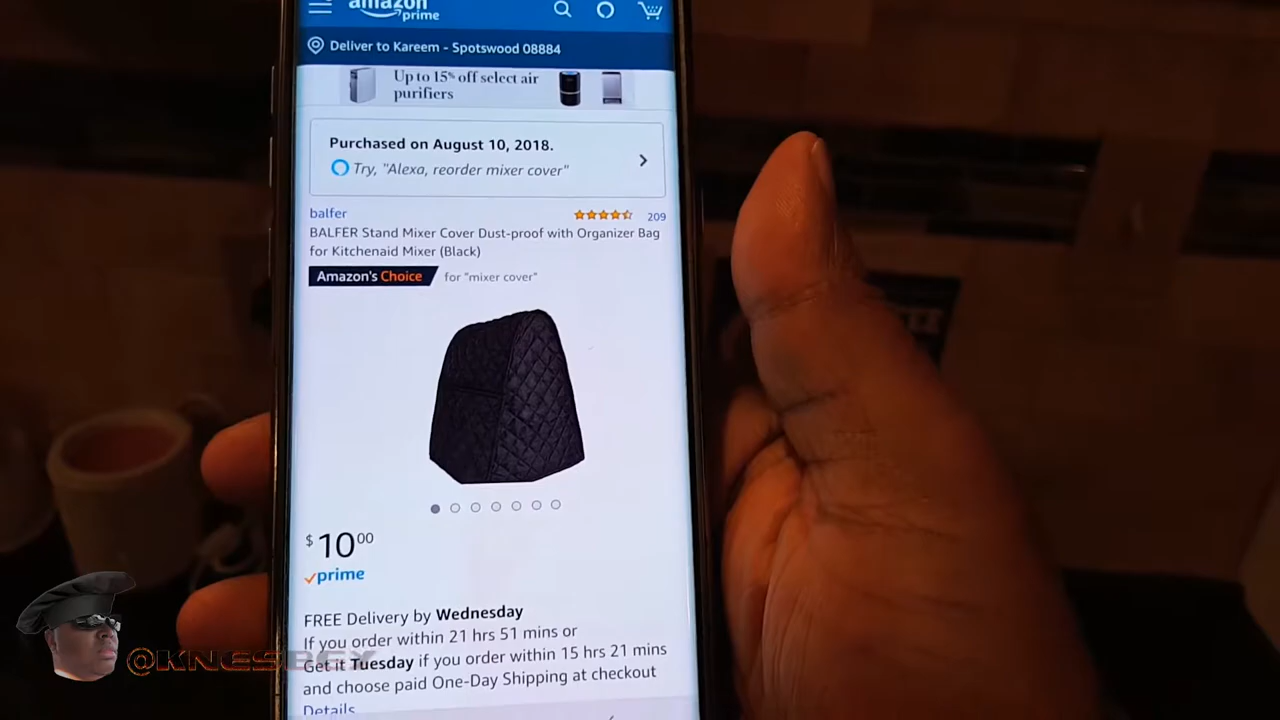 amazon
prime
Deliver to Kareem - Spotswood 08884
Up to 15% off select air
purifiers
Purchased on August 10, 2018.
Try, "Alexa, reorder mixer cover"
balfer
209
BALFER Stand Mixer Cover Dust-proof with Organizer Bag
for Kitchenaid Mixer (Black)
Amazon's Choice for "mixer cover"
$10 00
prime
FREE Delivery by Wednesday
If you order within 21 hrs 51 mins or
Get it Tuesday if you order within 15 hrs 21 mins
and choose paid One-Day Shipping at checkout
Details